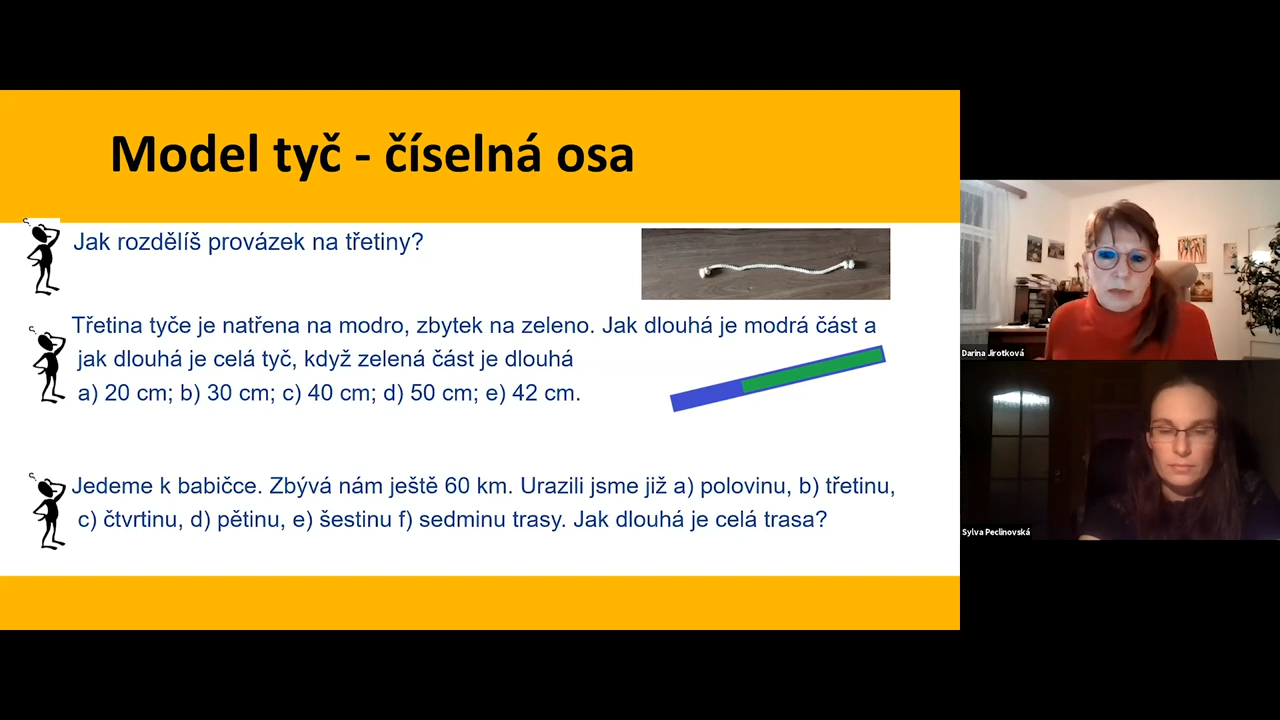 Model tyč - číselná osa
Jak rozdělíš provázek na třetiny?
Třetina tyče je natřena na modro, zbytek na zeleno. Jak dlouhá je modrá část a
jak dlouhá je celá tyč, když zelená část je dlouhá
a) 20 cm; b) 30 cm; c) 40 cm; d) 50 cm; e) 42 cm.
Jedeme k babičce. Zbývá nám ještě 60 km. Urazili jsme již a) polovinu, b) třetinu,
c) čtvrtinu, d) pětinu, e) šestinu f) sedminu trasy. Jak dlouhá je celá trasa?
Darina Jirotková
Sylva Peclinovská